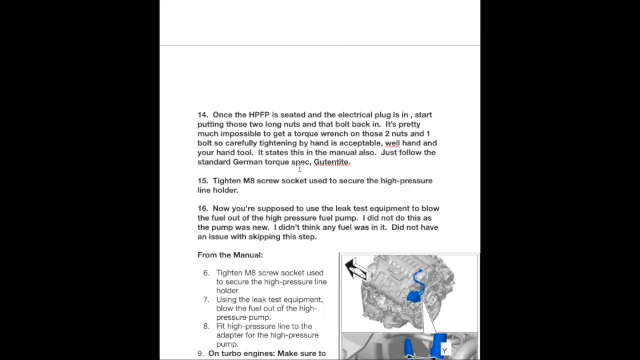 14. Once the HPFP is seated and the electrical plug is in , start
putting those two long nuts and that bolt back in. It's pretty
much impossible to get a torque wrench on those 2 nuts and 1
bolt so carefully tightening by hand is acceptable, well hand and
your hand tool. It states this in the manual also. Just follow the
standard German torque spec, Gutentite.
15. Tighten M8 screw socket used to secure the high-pressure
line holder.
16. Now you're supposed to use the leak test equipment to blow
the fuel out of the high pressure fuel pump. I did not do this as
the pump was new. I didn't think any fuel was in it. Did not have
an issue with skipping this step.
From the Manual:
6. Tighten M8 screw socket used
to secure the high-pressure line
holder.
7. Using the leak test equipment,
blow the fuel out of the high-
pressure pump.
8. Fit high-pressure line to the
adapter for the high-pressure
pump.
9. On turbo engines: Make sure to
Y